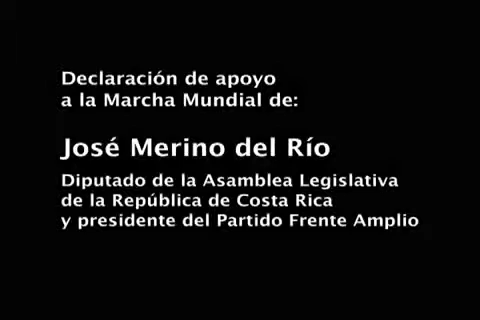 Declaración de apoyo
a la Marcha Mundial de:
José Merino del Río
Diputado de la Asamblea Legislativa
de la República de Costa Rica
y presidente del Partido Frente Amplio